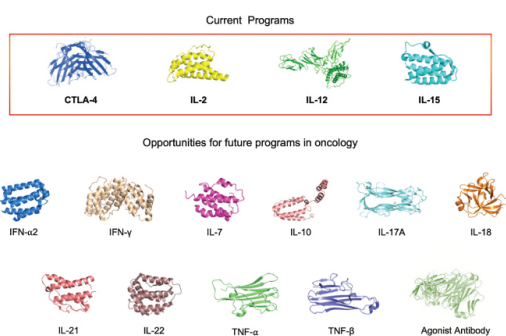 Current Programs
CTLA-4 IL-2 IL-12 IL-15
Opportunities for future programs in oncology
IFN-α2 IFN-γ IL-7 IL-10 IL-17A IL-18
IL-21 IL-22 TNF-α TNF-β Agonist Antibody